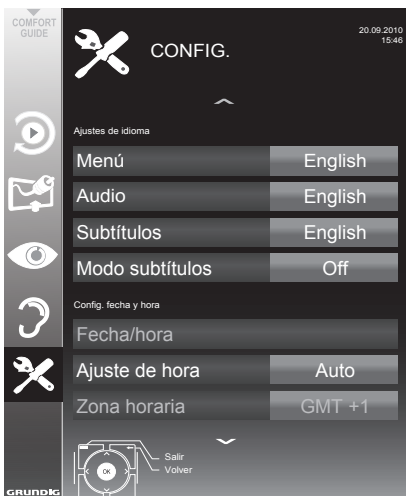 COMFORT
GUIDE
CONFIG.
20.09.2010
15:46
Ajustes de idioma
Menú English
Audio English
Subtítulos English
Modo subtítulos Off
Config. fecha y hora
Fecha/hora
Ajuste de hora Auto
Zona horaria GMT +1
Salir
Volver
OK
GRUNDIG